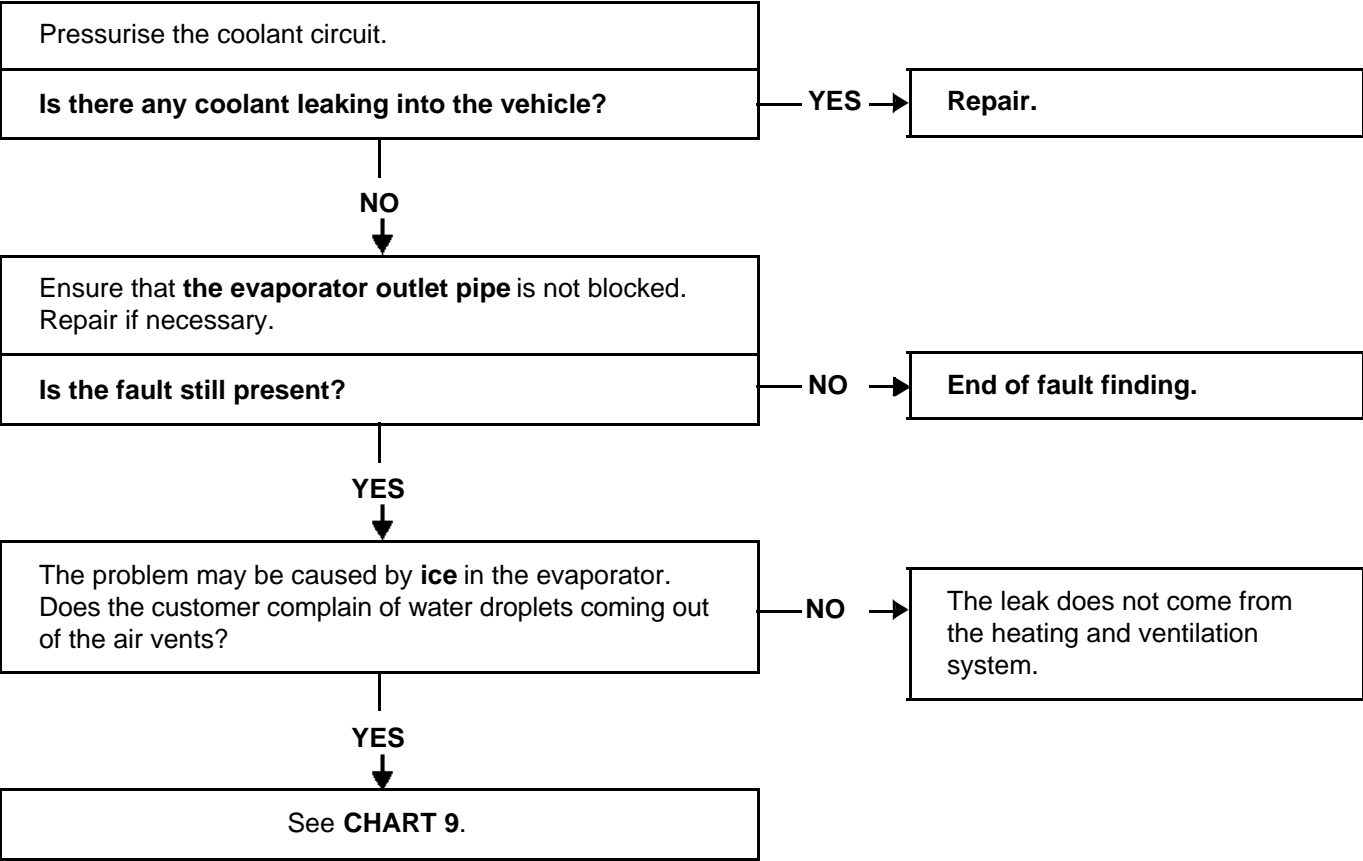 Pressurise the coolant circuit.
Is there any coolant leaking into the vehicle?
YES
Repair.
NO
Ensure that the evaporator outlet pipe is not blocked.
Repair if necessary.
Is the fault still present?
NO
End of fault finding.
YES
The problem may be caused by ice in the evaporator.
Does the customer complain of water droplets coming out
of the air vents?
NO
The leak does not come from
the heating and ventilation
system.
YES
See CHART 9.